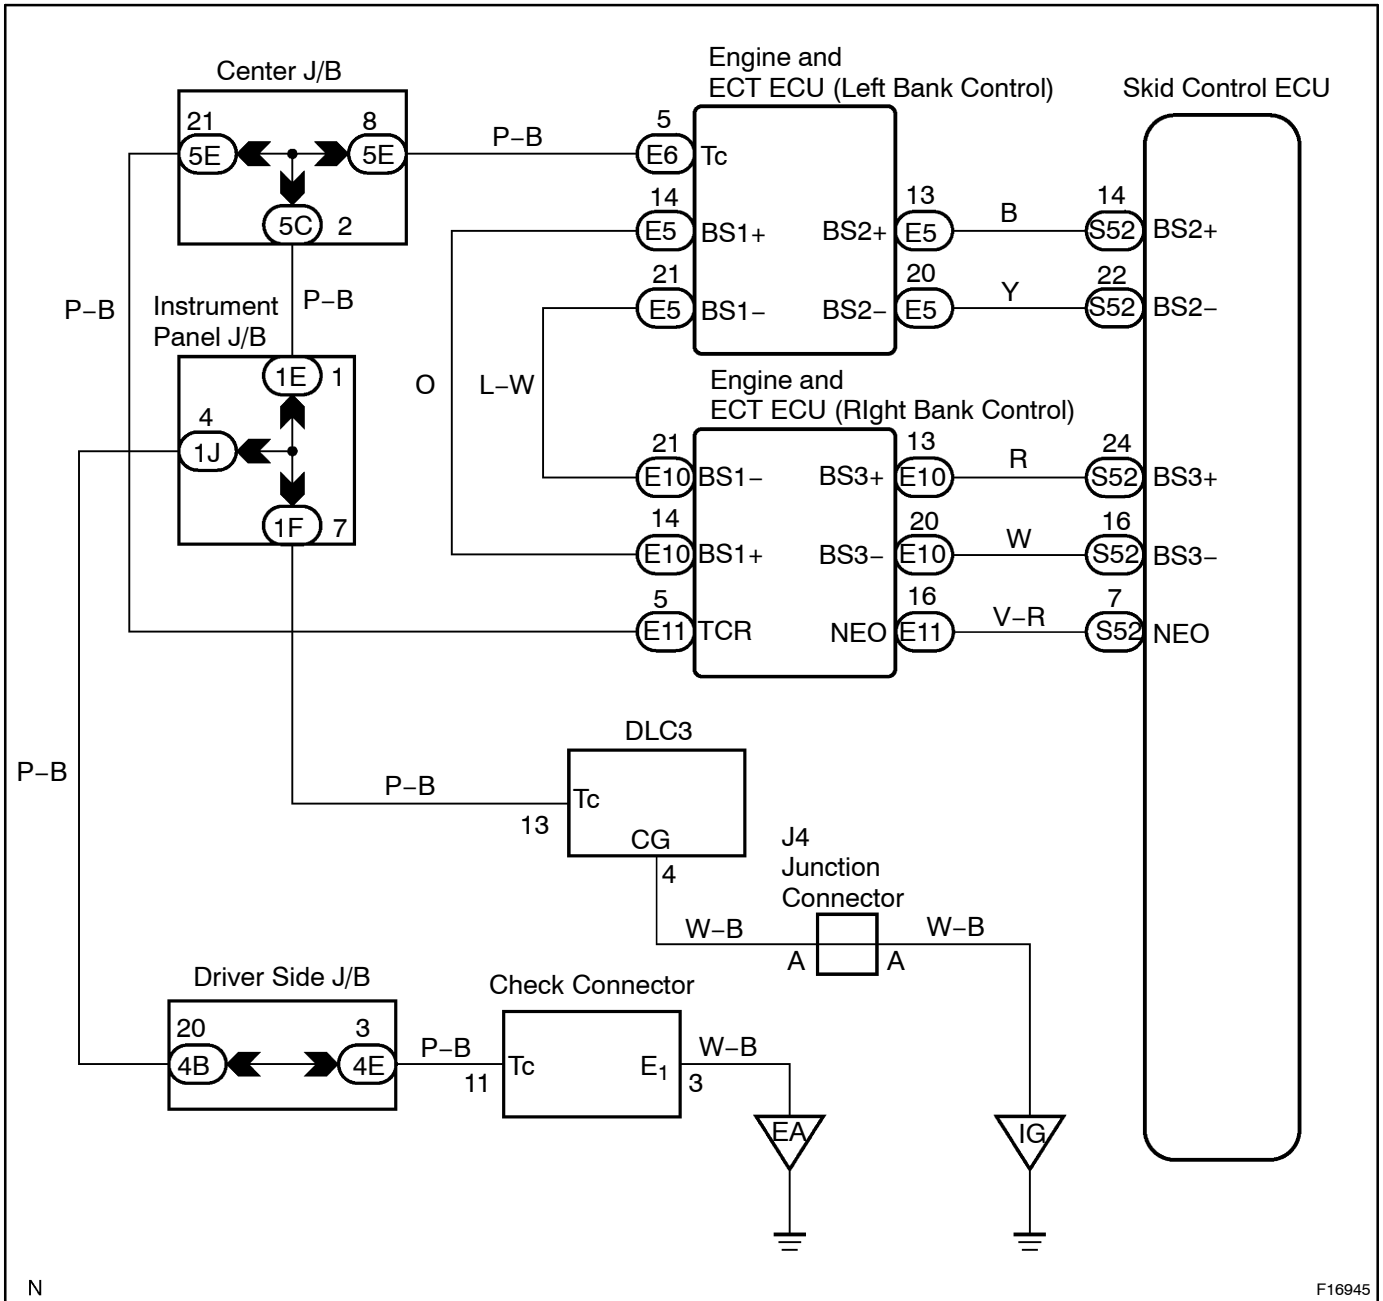 Center J/B
Engine and
ECT ECU (Left Bank Control)
Skid Control ECU
21
5E
8
5E
5C
2
P–B
5
E6
Tc
14
E5
BS1+
21
E5
BS1–
BS2+
13
E5
B
14
S52
BS2+
BS2–
20
E5
Y
22
S52
BS2–
P–B
P–B
Instrument
Panel J/B
1E
1
4
1J
1F
7
O
L–W
Engine and
ECT ECU (RIght Bank Control)
21
E10
BS1–
14
E10
BS1+
5
E11
TCR
BS3+
13
E10
R
24
S52
BS3+
BS3–
20
E10
W
16
S52
BS3–
NEO
16
E11
V–R
7
S52
NEO
P–B
P–B
DLC3
Tc
13
CG
4
J4
Junction
Connector
W–B
A
A
W–B
Driver Side J/B
20
4B
3
4E
P–B
11
Check Connector
Tc
E1
W–B
3
EA
IG
N
F16945